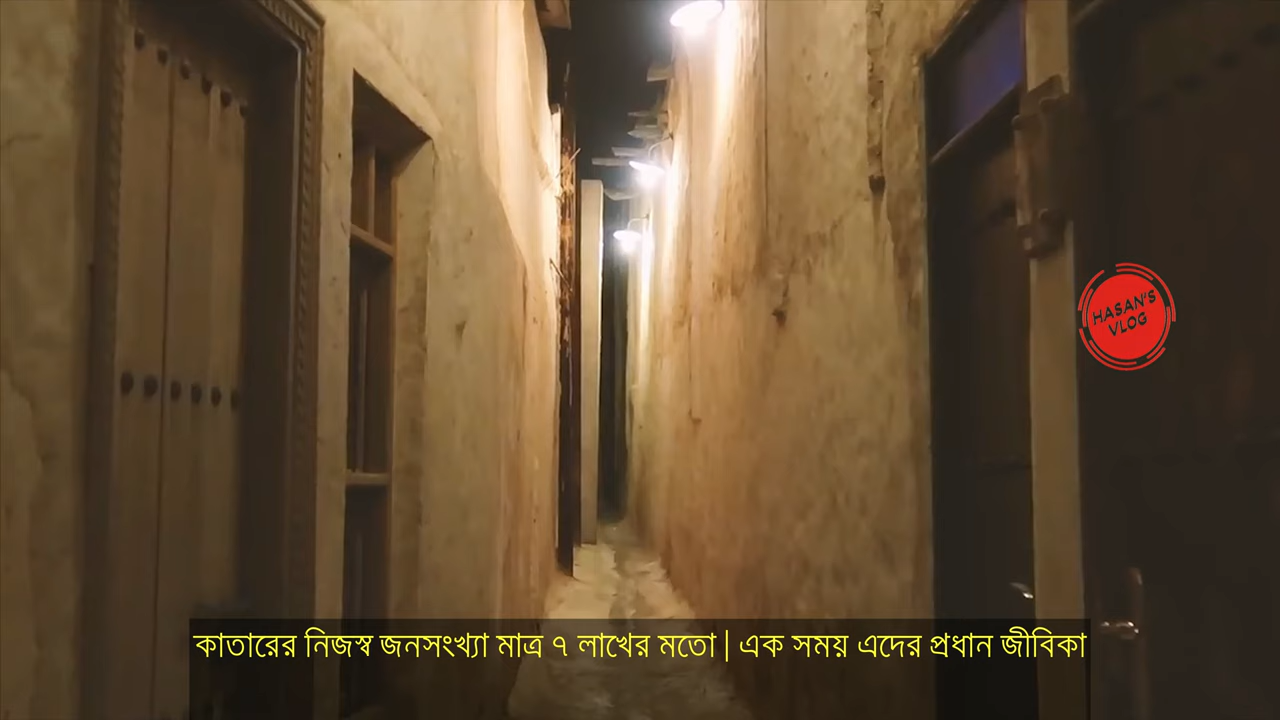 HASAN'S
VLOG
কাতারের নিজস্ব জনসংখ্যা মাত্র ৭ লাখের মতো | এক সময় এদের প্রধান জীবিকা